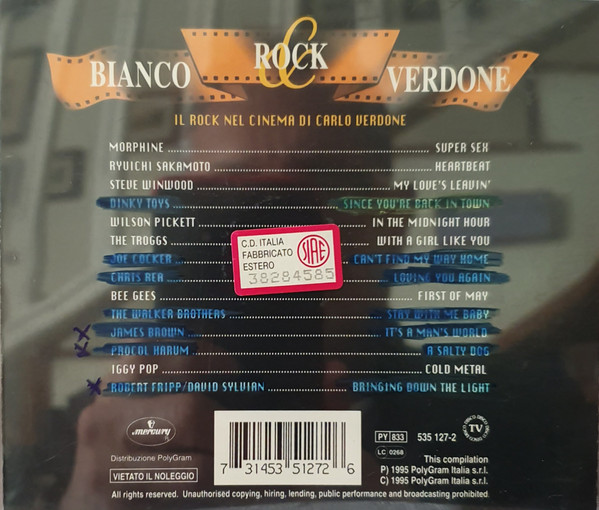 BIANCO ROCK & VERDONE
IL ROCK NEL CINEMA DI CARLO VERDONE
MORPHINE SUPER SEX
RYUICHI SAKAMOTO HEARTBEAT
STEVE WINWOOD MY LOVE'S LEAVIN'
DINKY TOYS SINCE YOU'RE BACK IN TOWN
WILSON PICKETT IN THE MIDNIGHT HOUR
THE TROGGS WITH A GIRL LIKE YOU
JOE COCKER CAN'T FIND MY WAY HOME
CHRIS REA LOVING YOU AGAIN
BEE GEES FIRST OF MAY
THE WALKER BROTHERS STAY WITH ME BABY
JAMES BROWN IT'S A MAN'S WORLD
PROCOL HARUM A SALTY DOG
IGGY POP COLD METAL
ROBERT FRIPP/DAVID SYLVIAN BRINGING DOWN THE LIGHT
C.D. ITALIA
FABBRICATO
ESTERO
SIAE
38284585
mercury
Distribuzione PolyGram
VIETATO IL NOLEGGIO
7 31453 51272 6
PY 833
LC 0268
535 127-2
TV
This compilation
P) 1995 PolyGram Italia s.r.l.
C) 1995 PolyGram Italia s.r.l.
All rights reserved. Unauthorised copying, hiring, lending, public performance and broadcasting prohibited.